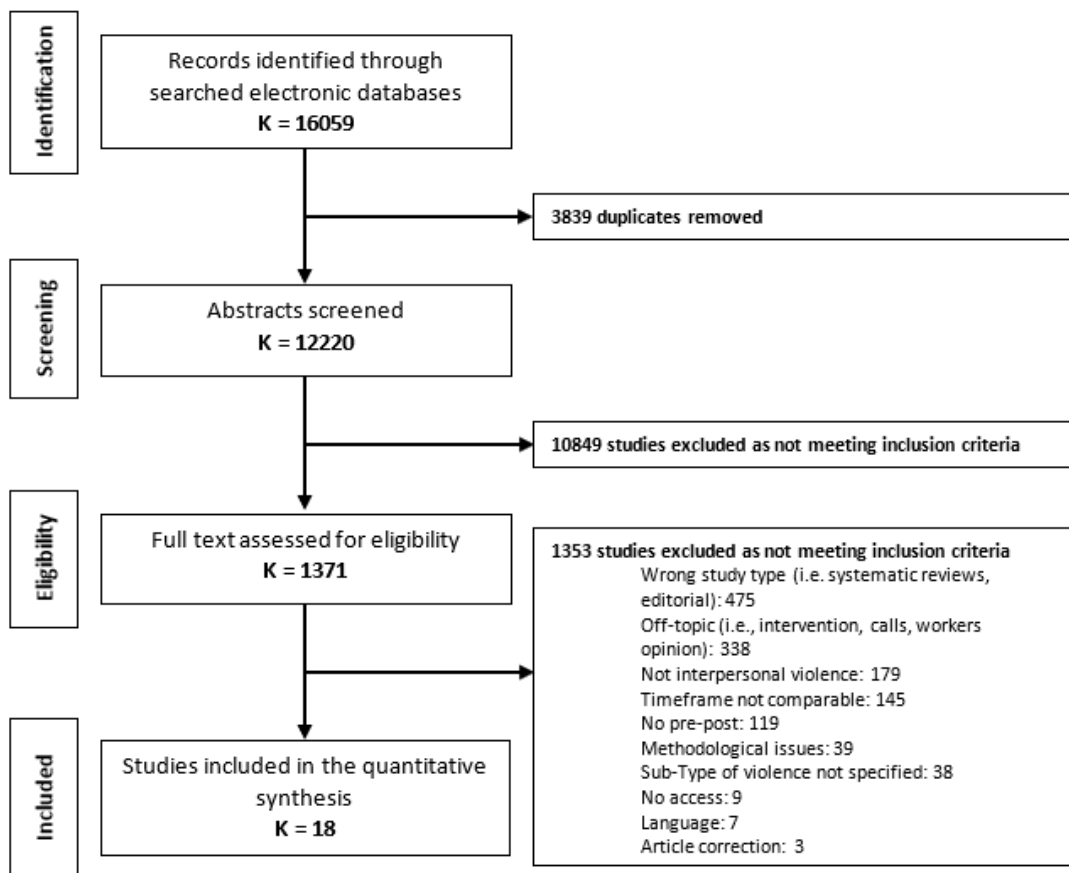 Identification
Records identified through
searched electronic databases
K = 16059
3839 duplicates removed
Screening
Abstracts screened
K = 12220
10849 studies excluded as not meeting inclusion criteria
Eligibility
Full text assessed for eligibility
K = 1371
1353 studies excluded as not meeting inclusion criteria
Wrong study type (i.e. systematic reviews,
editorial): 475
Off-topic (i.e., intervention, calls, workers
opinion): 338
Not interpersonal violence: 179
Timeframe not comparable: 145
No pre-post: 119
Methodological issues: 39
Sub-Type of violence not specified: 38
No access: 9
Language: 7
Article correction: 3
Included
Studies included in the quantitative
synthesis
K = 18